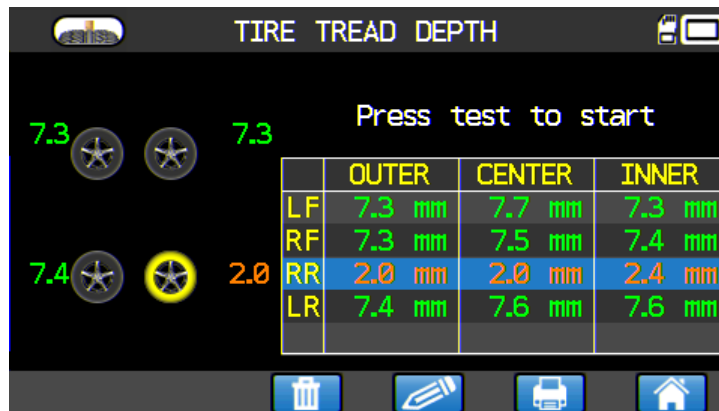 TIRE TREAD DEPTH
7.3 7.3
Press test to start
OUTER CENTER INNER
LF 7.3 mm 7.7 mm 7.3 mm
RF 7.3 mm 7.5 mm 7.4 mm
7.4 2.0
RR 2.0 mm 2.0 mm 2.4 mm
LR 7.4 mm 7.6 mm 7.6 mm